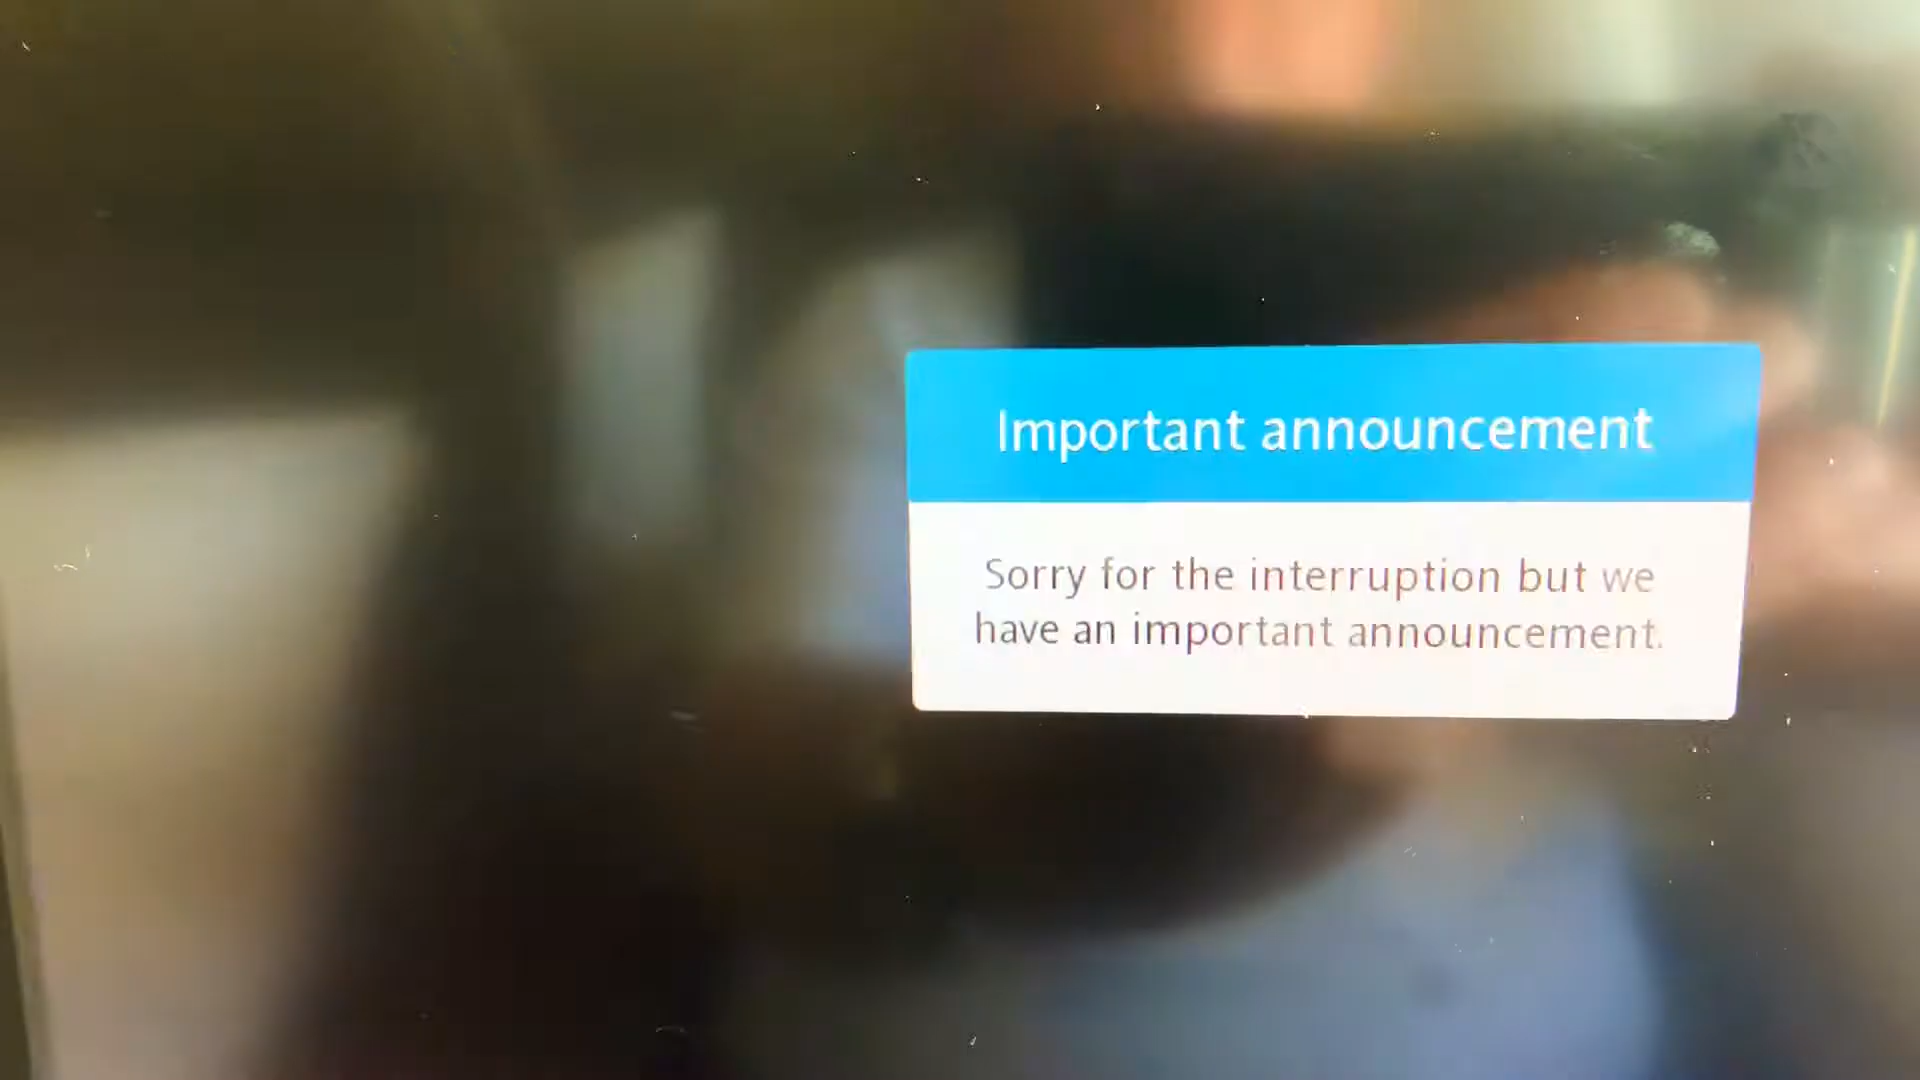 Important announcement
Sorry for the interruption but we
have an important announcement.